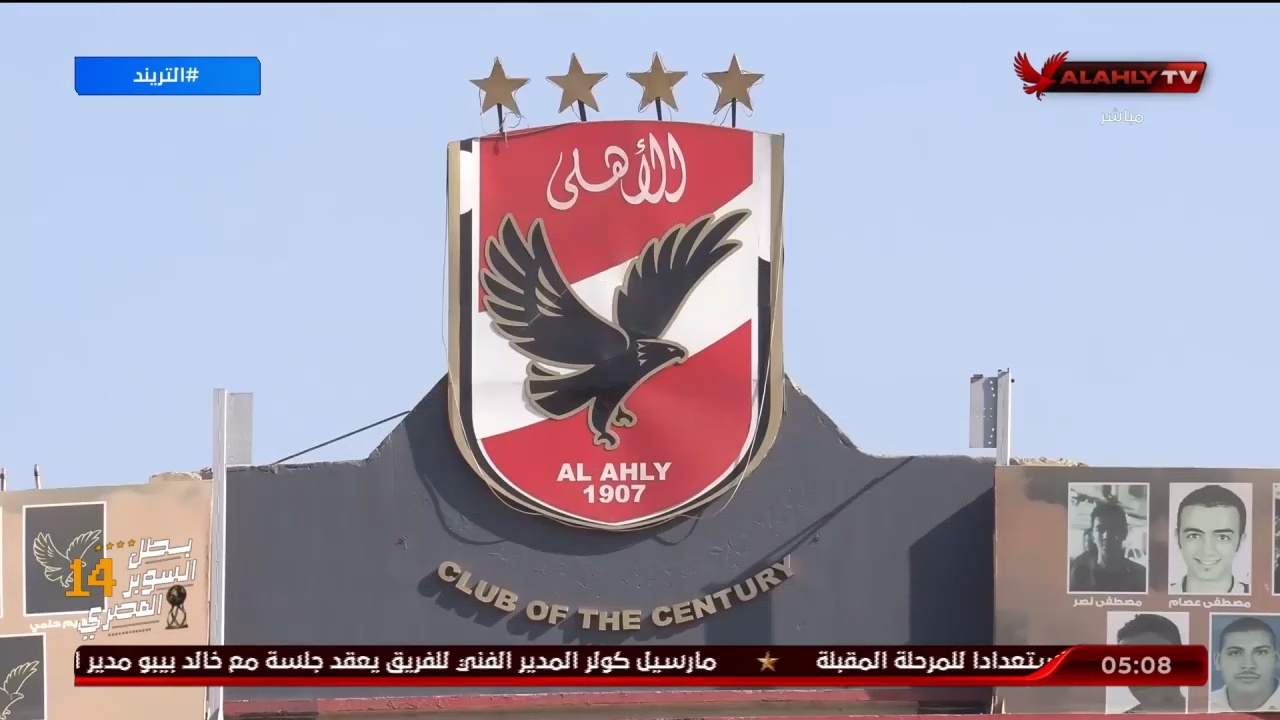 #التريند
ALAHLY TV
مباشر
الأهلى
AL AHLY
1907
CLUB OF THE CENTURY
بطل
السوبر 14
المصري
مصطفى نصر
مصطفى عصام
ستعدادا للمرحلة المقبلة ★ مارسيل كولر المدير الفني للفريق يعقد جلسة مع خالد بيبو مدير ا
05:08